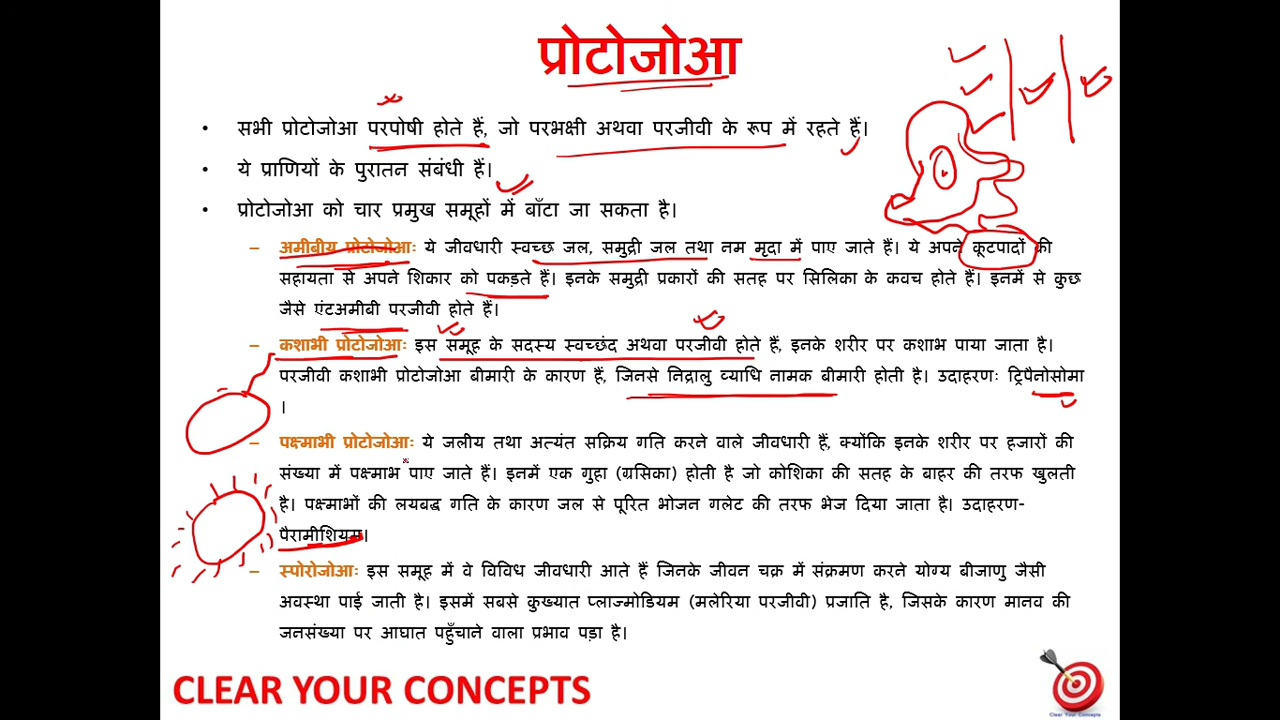 प्रोटोजोआ
• सभी प्रोटोजोआ परपोषी होते हैं, जो परभक्षी अथवा परजीवी के रूप में रहते हैं।
• ये प्राणियों के पुरातन संबंधी हैं।
• प्रोटोजोआ को चार प्रमुख समूहों में बाँटा जा सकता है।
– अमीबीय प्रोटोजोआः ये जीवधारी स्वच्छ जल, समुद्री जल तथा नम मृदा में पाए जाते हैं। ये अपने कूटपादों की
सहायता से अपने शिकार को पकड़ते हैं। इनके समुद्री प्रकारों की सतह पर सिलिका के कवच होते हैं। इनमें से कुछ
जैसे एंटअमीबी परजीवी होते हैं।
– कशाभी प्रोटोजोआः इस समूह के सदस्य स्वच्छंद अथवा परजीवी होते हैं, इनके शरीर पर कशाभ पाया जाता है।
परजीवी कशाभी प्रोटोजोआ बीमारी के कारण हैं, जिनसे निद्रालु व्याधि नामक बीमारी होती है। उदाहरणः ट्रिपैनोसोमा
।
– पक्ष्माभी प्रोटोजोआः ये जलीय तथा अत्यंत सक्रिय गति करने वाले जीवधारी हैं, क्योंकि इनके शरीर पर हजारों की
संख्या में पक्ष्माभ पाए जाते हैं। इनमें एक गुहा (ग्रसिका) होती है जो कोशिका की सतह के बाहर की तरफ खुलती
है। पक्ष्माभों की लयबद्ध गति के कारण जल से पूरित भोजन गलेट की तरफ भेज दिया जाता है। उदाहरण-
पैरामीशियम।
– स्पोरोजोआः इस समूह में वे विविध जीवधारी आते हैं जिनके जीवन चक्र में संक्रमण करने योग्य बीजाणु जैसी
अवस्था पाई जाती है। इसमें सबसे कुख्यात प्लाज्मोडियम (मलेरिया परजीवी) प्रजाति है, जिसके कारण मानव की
जनसंख्या पर आघात पहुँचाने वाला प्रभाव पड़ा है।
CLEAR YOUR CONCEPTS
Clear Your Concepts